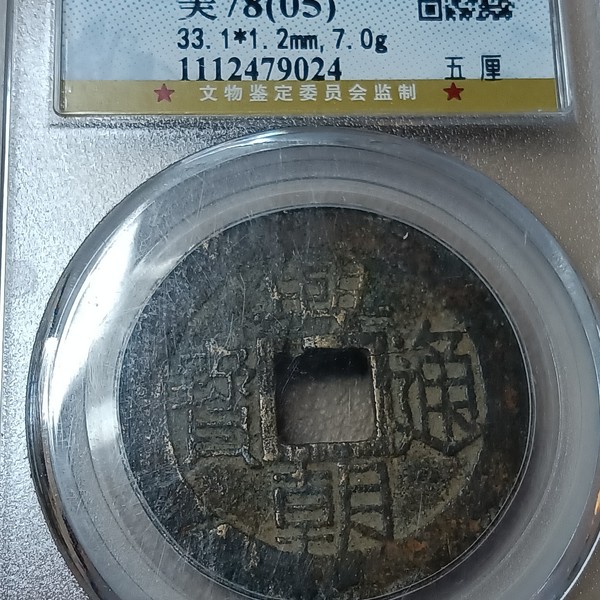 美78(05)
33.1*1.2mm,7.0g
1112479024 五厘
文物鉴定委员会监制
興朝通寶